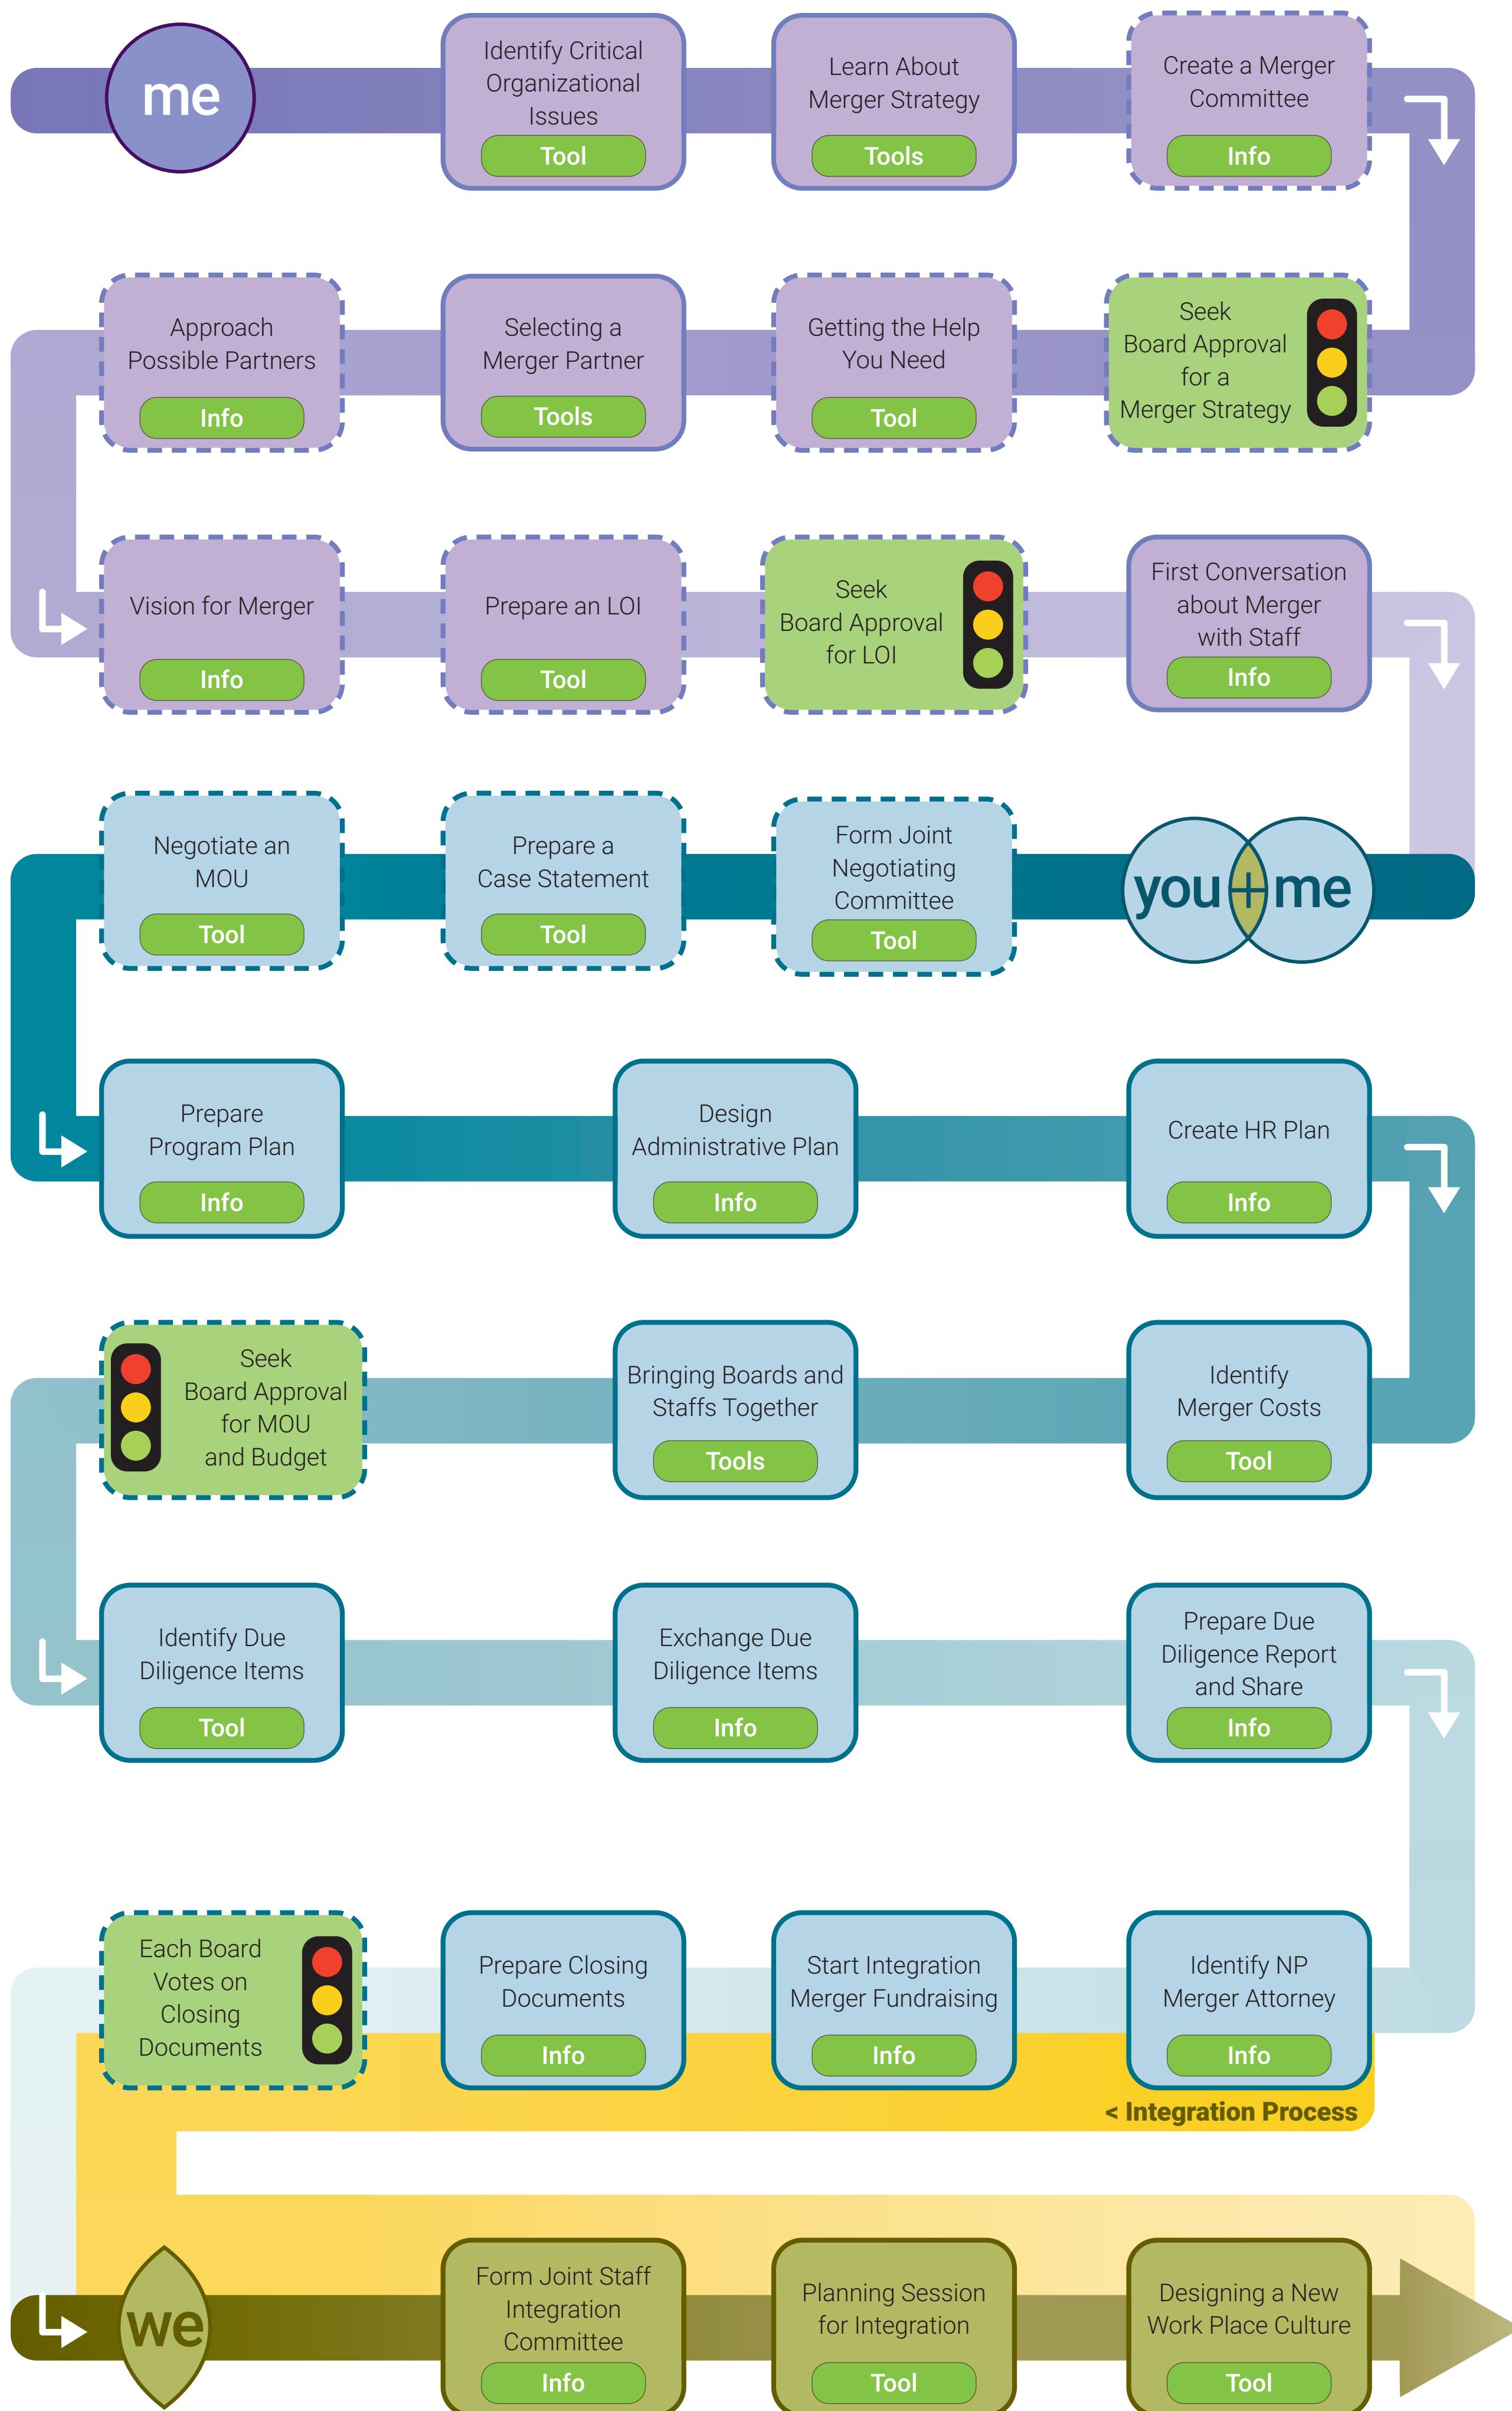 me
Identify Critical
Organizational
Issues
Tool
Learn About
Merger Strategy
Tools
Create a Merger
Committee
Info
Approach
Possible Partners
Info
Selecting a
Merger Partner
Tools
Getting the Help
You Need
Tool
Seek
Board Approval
for a
Merger Strategy
Vision for Merger
Info
Prepare an LOI
Tool
Seek
Board Approval
for LOI
First Conversation
about Merger
with Staff
Info
Negotiate an
MOU
Tool
Prepare a
Case Statement
Tool
Form Joint
Negotiating
Committee
Tool
you + me
Prepare
Program Plan
Info
Design
Administrative Plan
Info
Create HR Plan
Info
Seek
Board Approval
for MOU
and Budget
Bringing Boards and
Staffs Together
Tools
Identify
Merger Costs
Tool
Identify Due
Diligence Items
Tool
Exchange Due
Diligence Items
Info
Prepare Due
Diligence Report
and Share
Info
Each Board
Votes on
Closing
Documents
Prepare Closing
Documents
Info
Start Integration
Merger Fundraising
Info
Identify NP
Merger Attorney
Info
< Integration Process
we
Form Joint Staff
Integration
Committee
Info
Planning Session
for Integration
Tool
Designing a New
Work Place Culture
Tool